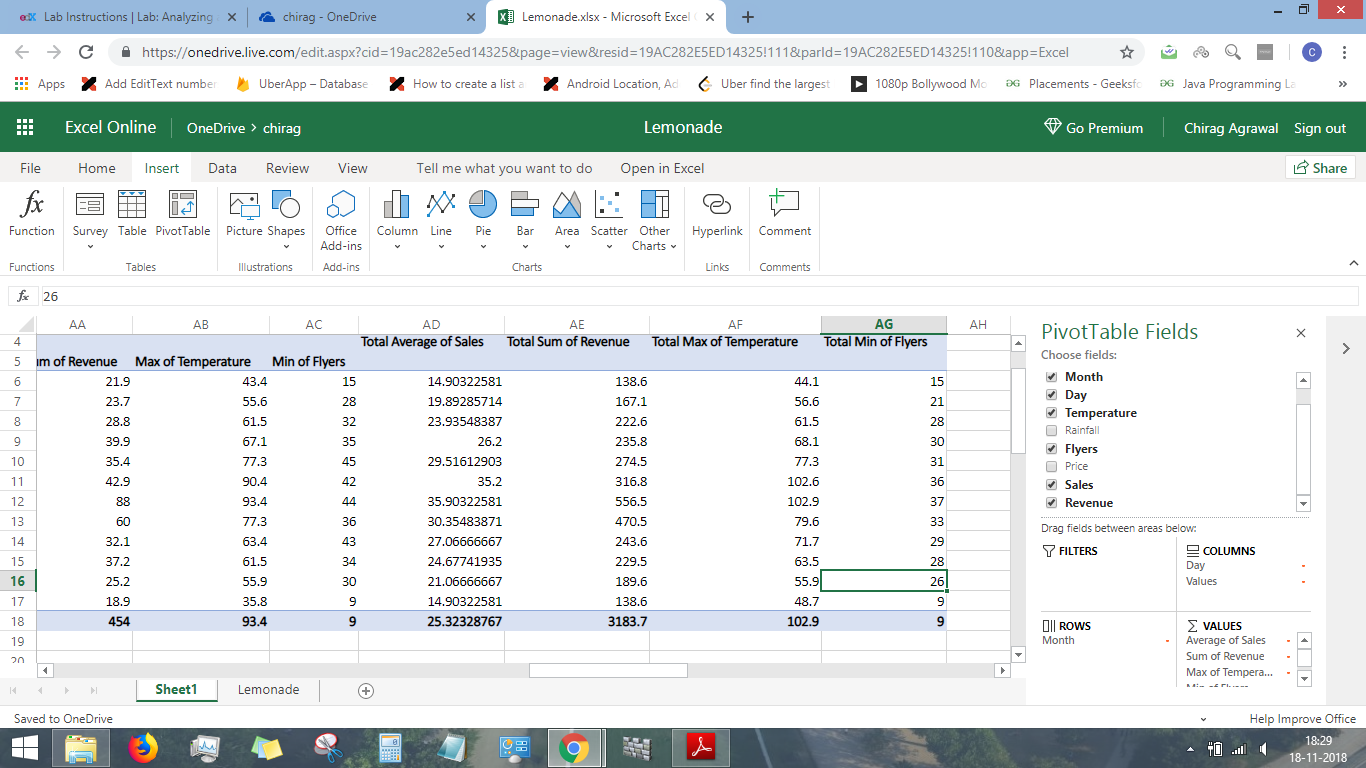 edX Lab Instructions | Lab: Analyzing
chirag - OneDrive
Lemonade.xlsx - Microsoft Excel
https://onedrive.live.com/edit.aspx?cid=19ac282e5ed14325&page=view&resid=19AC282E5ED14325!111&parId=19AC282E5ED14325!110&app=Excel
C
Apps Add EditText number UberApp – Database How to create a list a Android Location, Ad Uber find the largest 1080p Bollywood Mo Placements - Geeksfo Java Programming La »
Excel Online OneDrive > chirag Lemonade Go Premium Chirag Agrawal Sign out
File Home Insert Data Review View Tell me what you want to do Open in Excel Share
Function Survey Table PivotTable Picture Shapes Office Add-ins Column Line Pie Bar Area Scatter Other Charts Hyperlink Comment
Functions Tables Illustrations Add-ins Charts Links Comments
fx 26
AA AB AC AD AE AF AG AH
4 Total Average of Sales Total Sum of Revenue Total Max of Temperature Total Min of Flyers
5 um of Revenue Max of Temperature Min of Flyers
6 21.9 43.4 15 14.90322581 138.6 44.1 15
7 23.7 55.6 28 19.89285714 167.1 56.6 21
8 28.8 61.5 32 23.93548387 222.6 61.5 28
9 39.9 67.1 35 26.2 235.8 68.1 30
10 35.4 77.3 45 29.51612903 274.5 77.3 31
11 42.9 90.4 42 35.2 316.8 102.6 36
12 88 93.4 44 35.90322581 556.5 102.9 37
13 60 77.3 36 30.35483871 470.5 79.6 33
14 32.1 63.4 43 27.06666667 243.6 71.7 29
15 37.2 61.5 34 24.67741935 229.5 63.5 28
16 25.2 55.9 30 21.06666667 189.6 55.9 26
17 18.9 35.8 9 14.90322581 138.6 48.7 9
18 454 93.4 9 25.32328767 3183.7 102.9 9
19
20
PivotTable Fields
Choose fields:
Month
Day
Temperature
Rainfall
Flyers
Price
Sales
Revenue
Drag fields between areas below:
FILTERS
COLUMNS
Day
Values
ROWS
Month
Σ VALUES
Average of Sales
Sum of Revenue
Max of Tempera...
Min of Flyers
Sheet1 Lemonade
Saved to OneDrive Help Improve Office
18:29
18-11-2018